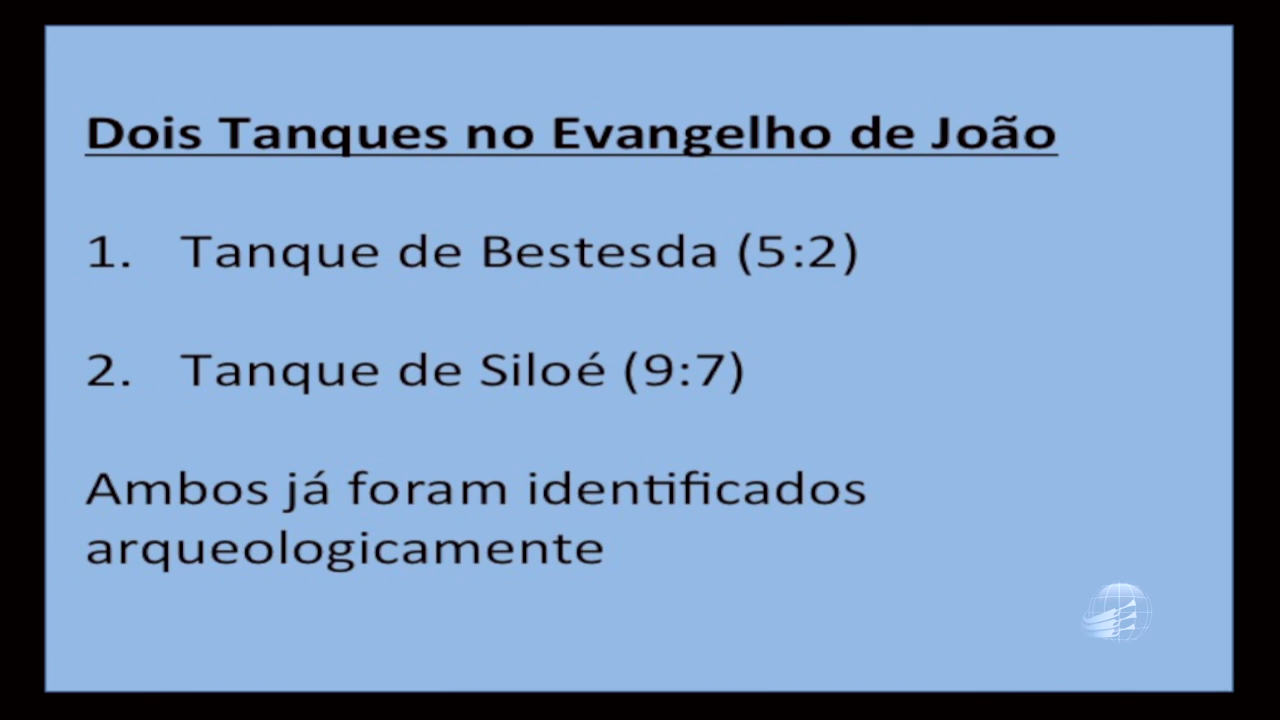 Dois Tanques no Evangelho de João
1. Tanque de Bestesda (5:2)
2. Tanque de Siloé (9:7)
Ambos já foram identificados
arqueologicamente